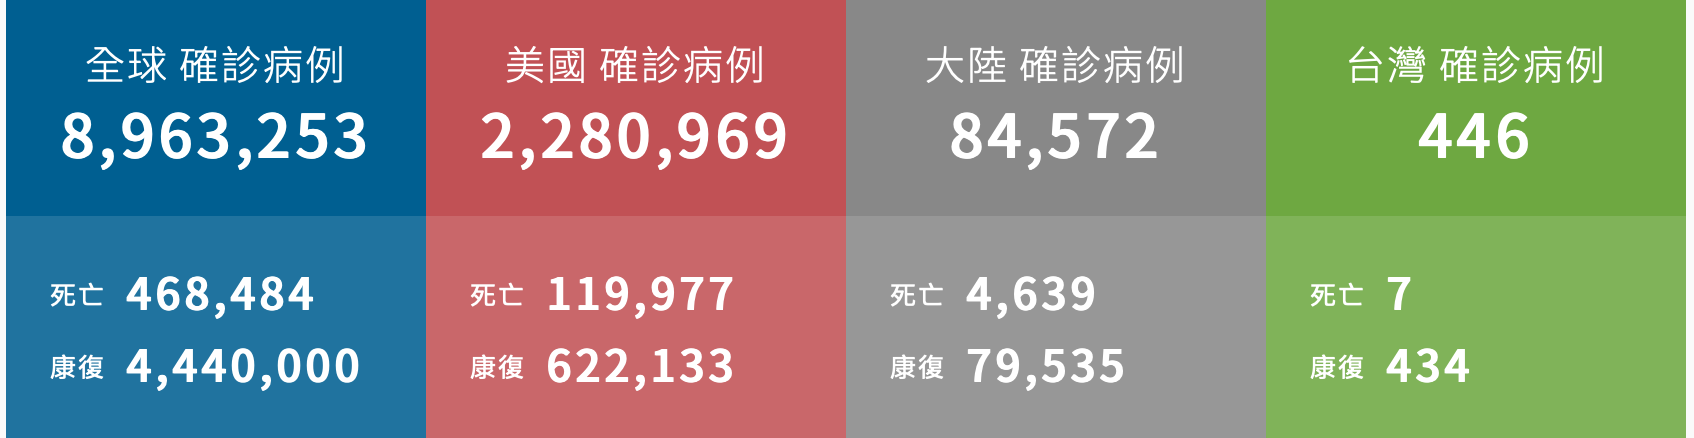 全球 確診病例
8,963,253
死亡 468,484
康復 4,440,000
美國 確診病例
2,280,969
死亡 119,977
康復 622,133
大陸 確診病例
84,572
死亡 4,639
康復 79,535
台灣 確診病例
446
死亡 7
康復 434